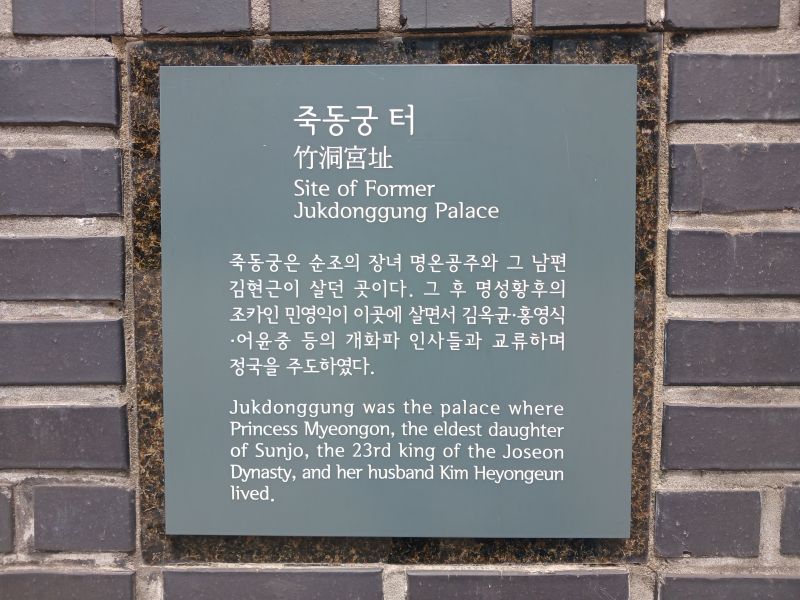 죽동궁 터
竹洞宮址
Site of Former
Jukdonggung Palace
죽동궁은 순조의 장녀 명온공주와 그 남편
김현근이 살던 곳이다. 그 후 명성황후의
조카인 민영익이 이곳에 살면서 김옥균·홍영식
·어윤중 등의 개화파 인사들과 교류하며
정국을 주도하였다.
Jukdonggung was the palace where
Princess Myeongon, the eldest daughter
of Sunjo, the 23rd king of the Joseon
Dynasty, and her husband Kim Heyongeun
lived.